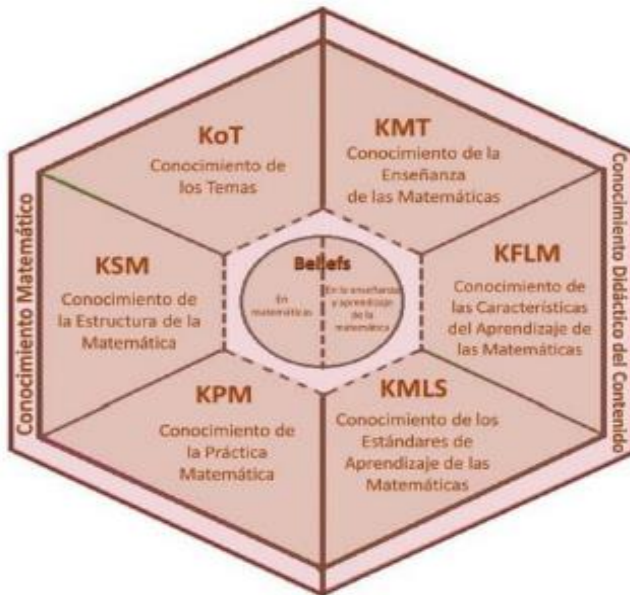 KoT
Conocimiento de
los Temas
KMT
Conocimiento de la
Enseñanza
de las Matemáticas
Conocimiento Matemático
Conocimiento Didáctico del Contenido
KSM
Conocimiento de
la Estructura de la
Matemática
Beliefs
En
matemáticas
En la enseñanza
y aprendizaje
de la
matemática
KFLM
Conocimiento de
las Características
del Aprendizaje de
las Matemáticas
KPM
Conocimiento de
la Práctica
Matemática
KMLS
Conocimiento de los
Estándares de
Aprendizaje de las
Matemáticas